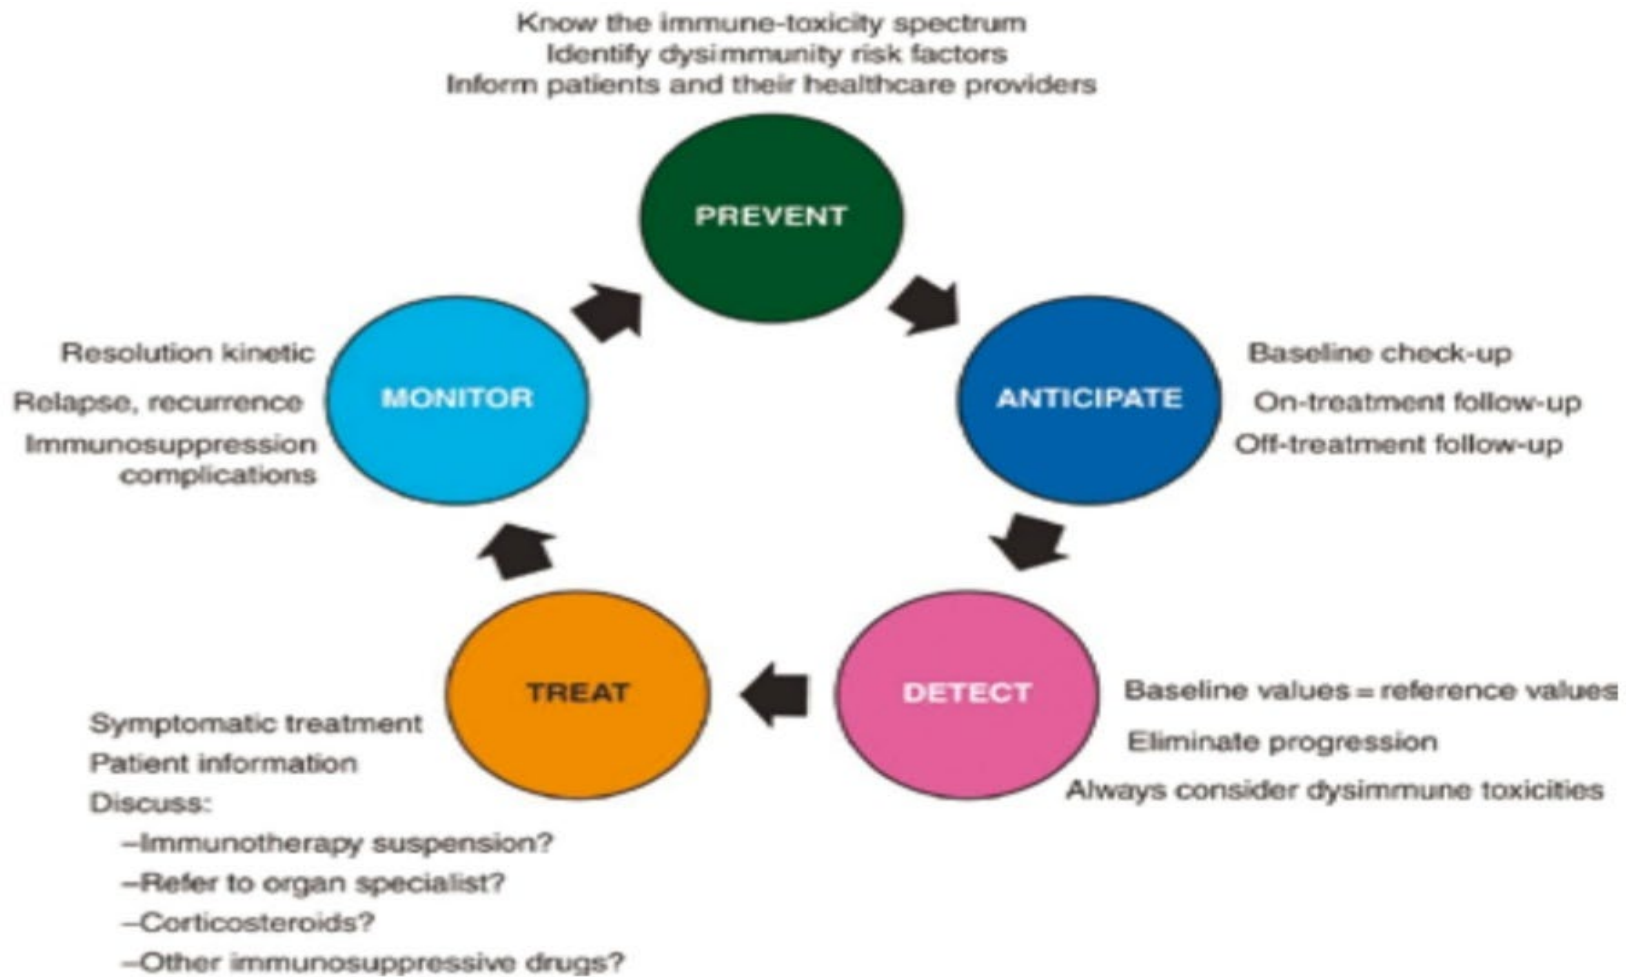 Know the immune-toxicity spectrum
Identify dysimmunity risk factors
Inform patients and their healthcare providers
PREVENT
ANTICIPATE
Baseline check-up
On-treatment follow-up
Off-treatment follow-up
DETECT
Baseline values = reference values
Eliminate progression
Always consider dysimmune toxicities
TREAT
Symptomatic treatment
Patient information
Discuss:
–Immunotherapy suspension?
–Refer to organ specialist?
–Corticosteroids?
–Other immunosuppressive drugs?
MONITOR
Resolution kinetic
Relapse, recurrence
Immunosuppression
complications